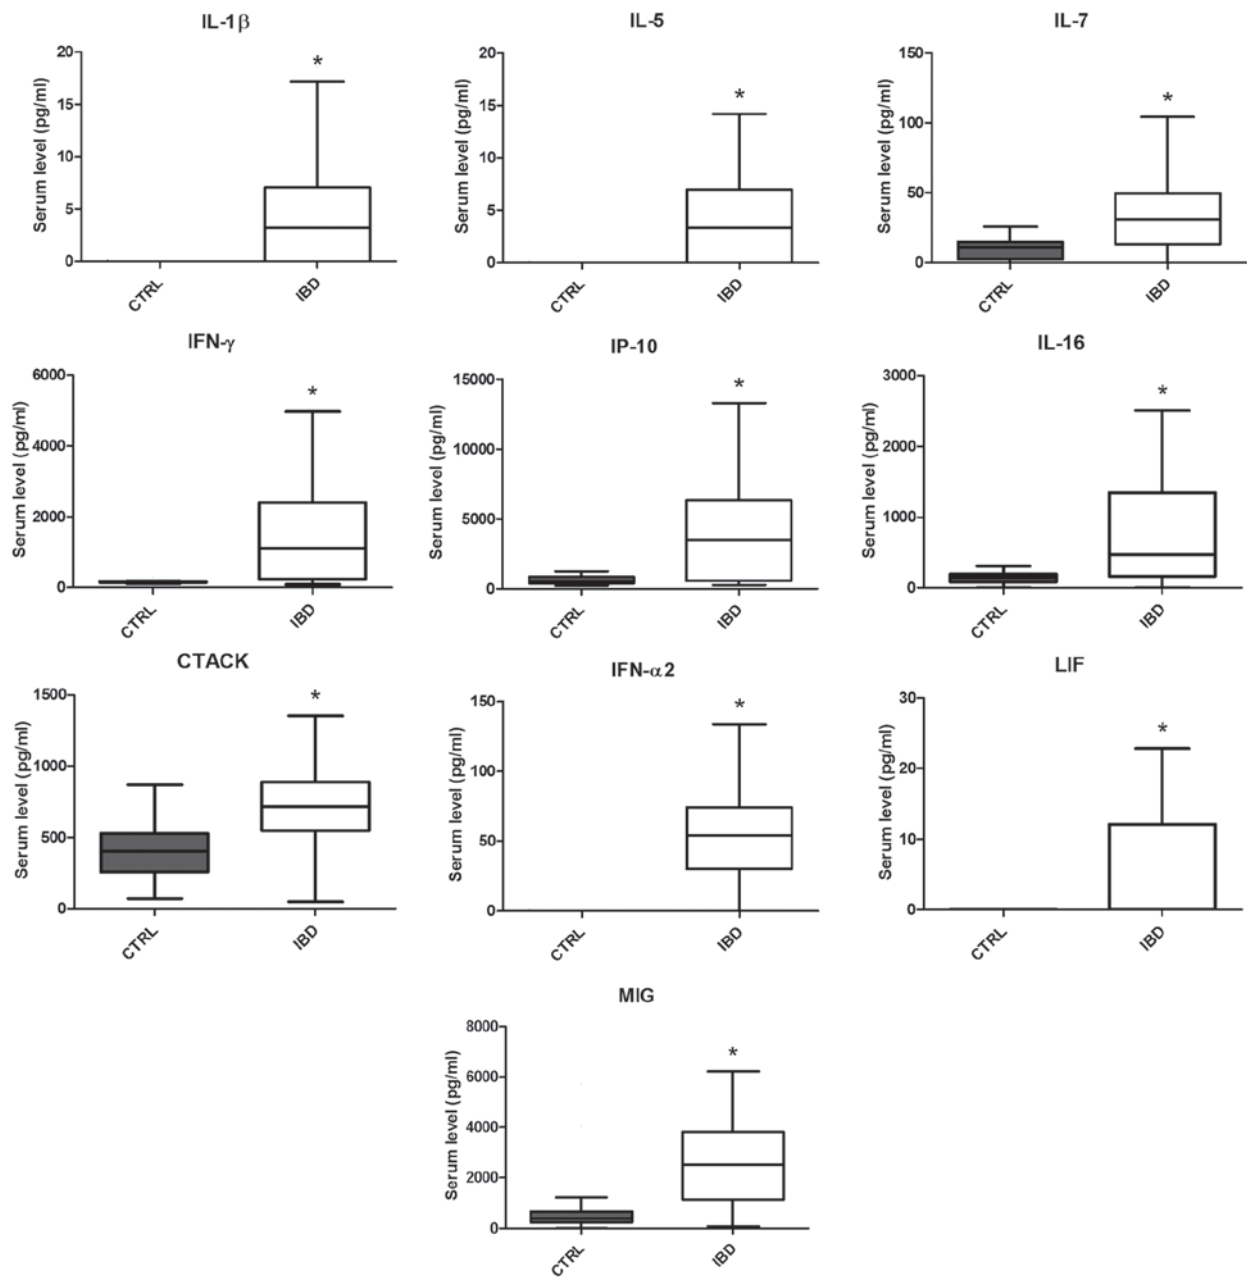 IL-1β
Serum level (pg/ml)
20
15
10
5
0
CTRL
IBD
*
IL-5
Serum level (pg/ml)
20
15
10
5
0
CTRL
IBD
*
IL-7
Serum level (pg/ml)
150
100
50
0
CTRL
IBD
*
IFN-γ
Serum level (pg/ml)
6000
4000
2000
0
CTRL
IBD
*
IP-10
Serum level (pg/ml)
15000
10000
5000
0
CTRL
IBD
*
IL-16
Serum level (pg/ml)
3000
2000
1000
0
CTRL
IBD
*
CTACK
Serum level (pg/ml)
1500
1000
500
0
CTRL
IBD
*
IFN-α2
Serum level (pg/ml)
150
100
50
0
CTRL
IBD
*
LIF
Serum level (pg/ml)
30
20
10
0
CTRL
IBD
*
MIG
Serum level (pg/ml)
8000
6000
4000
2000
0
CTRL
IBD
*